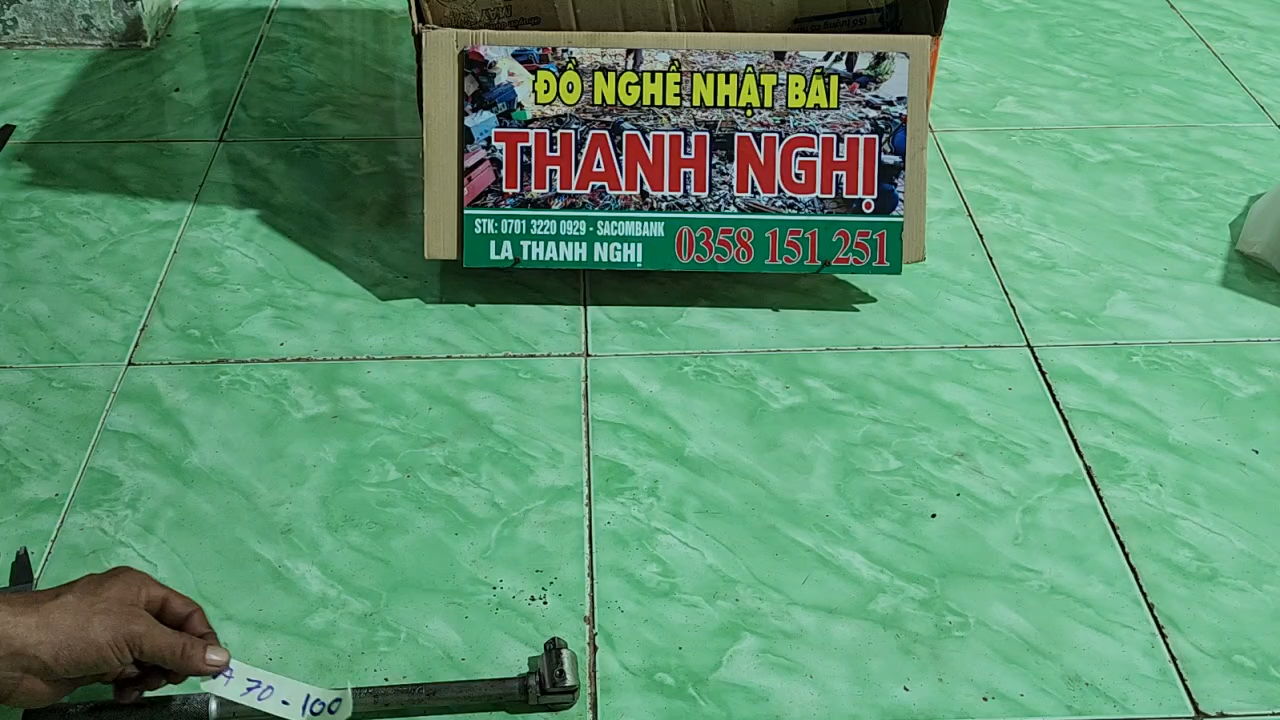 ĐỒ NGHỀ NHẬT BÃI
THANH NGHỊ
STK: 0701 3220 0929 - SACOMBANK
LA THANH NGHỊ
0358 151 251
A 70 - 100